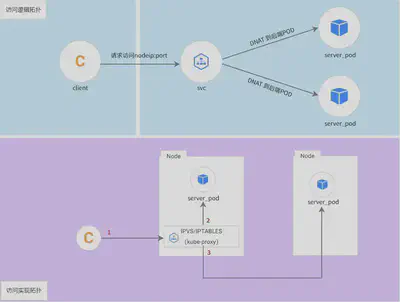 访问逻辑拓扑
C
client
请求访问nodeip:port
svc
DNAT 到后端POD
server_pod
DNAT 到后端POD
server_pod
Node
Node
server_pod
server_pod
C
1
2
IPVS/IPTABLES
（kube-proxy）
3
访问实现拓扑